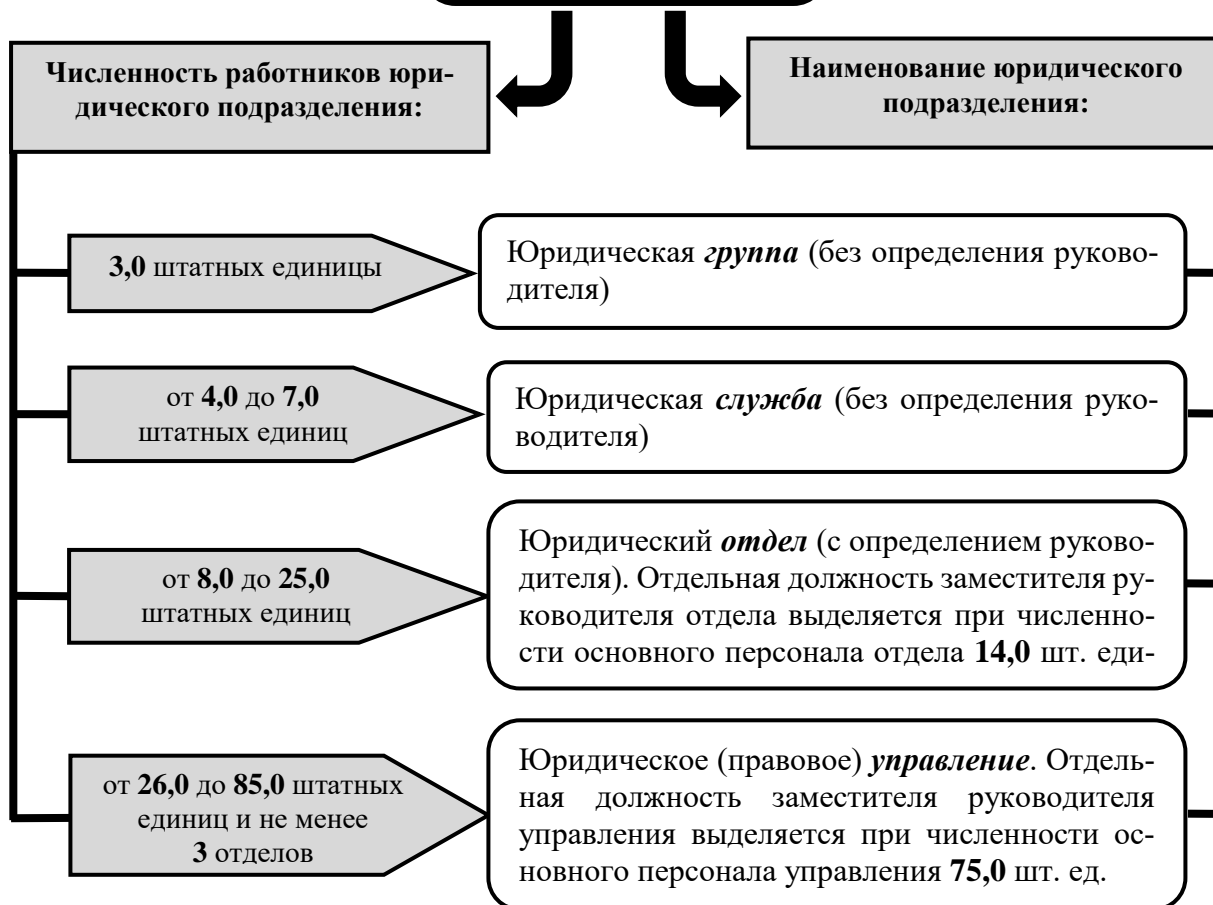 Численность работников юри-
дического подразделения:
Наименование юридического
подразделения:
3,0 штатных единицы
Юридическая группа (без определения руково-
дителя)
от 4,0 до 7,0
штатных единиц
Юридическая служба (без определения руко-
водителя)
от 8,0 до 25,0
штатных единиц
Юридический отдел (с определением руково-
дителя). Отдельная должность заместителя ру-
ководителя отдела выделяется при численно-
сти основного персонала отдела 14,0 шт. еди-
от 26,0 до 85,0 штатных
единиц и не менее
3 отделов
Юридическое (правовое) управление. Отдель-
ная должность заместителя руководителя
управления выделяется при численности ос-
новного персонала управления 75,0 шт. ед.